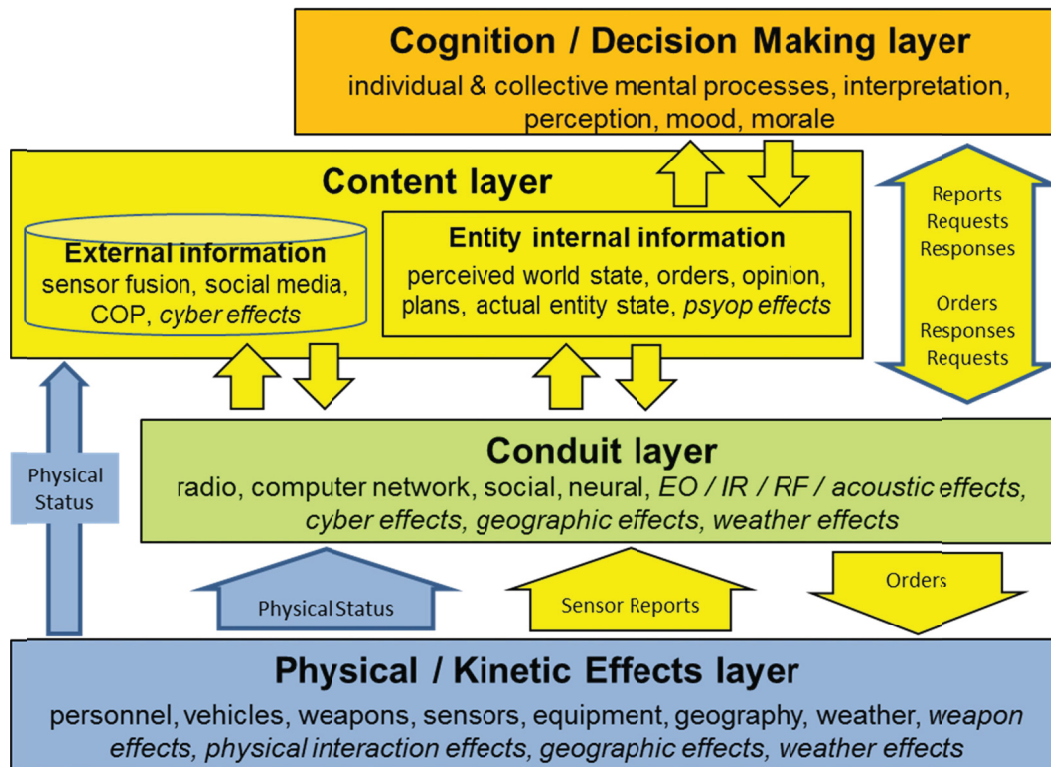 Cognition / Decision Making layer
individual & collective mental processes, interpretation,
perception, mood, morale
Content layer
External information
sensor fusion, social media,
COP, cyber effects
Entity internal information
perceived world state, orders, opinion,
plans, actual entity state, psyop effects
Reports
Requests
Responses
Orders
Responses
Requests
Physical
Status
Conduit layer
radio, computer network, social, neural, EO / IR / RF / acoustic effects,
cyber effects, geographic effects, weather effects
Physical Status
Sensor Reports
Orders
Physical / Kinetic Effects layer
personnel, vehicles, weapons, sensors, equipment, geography, weather, weapon
effects, physical interaction effects, geographic effects, weather effects